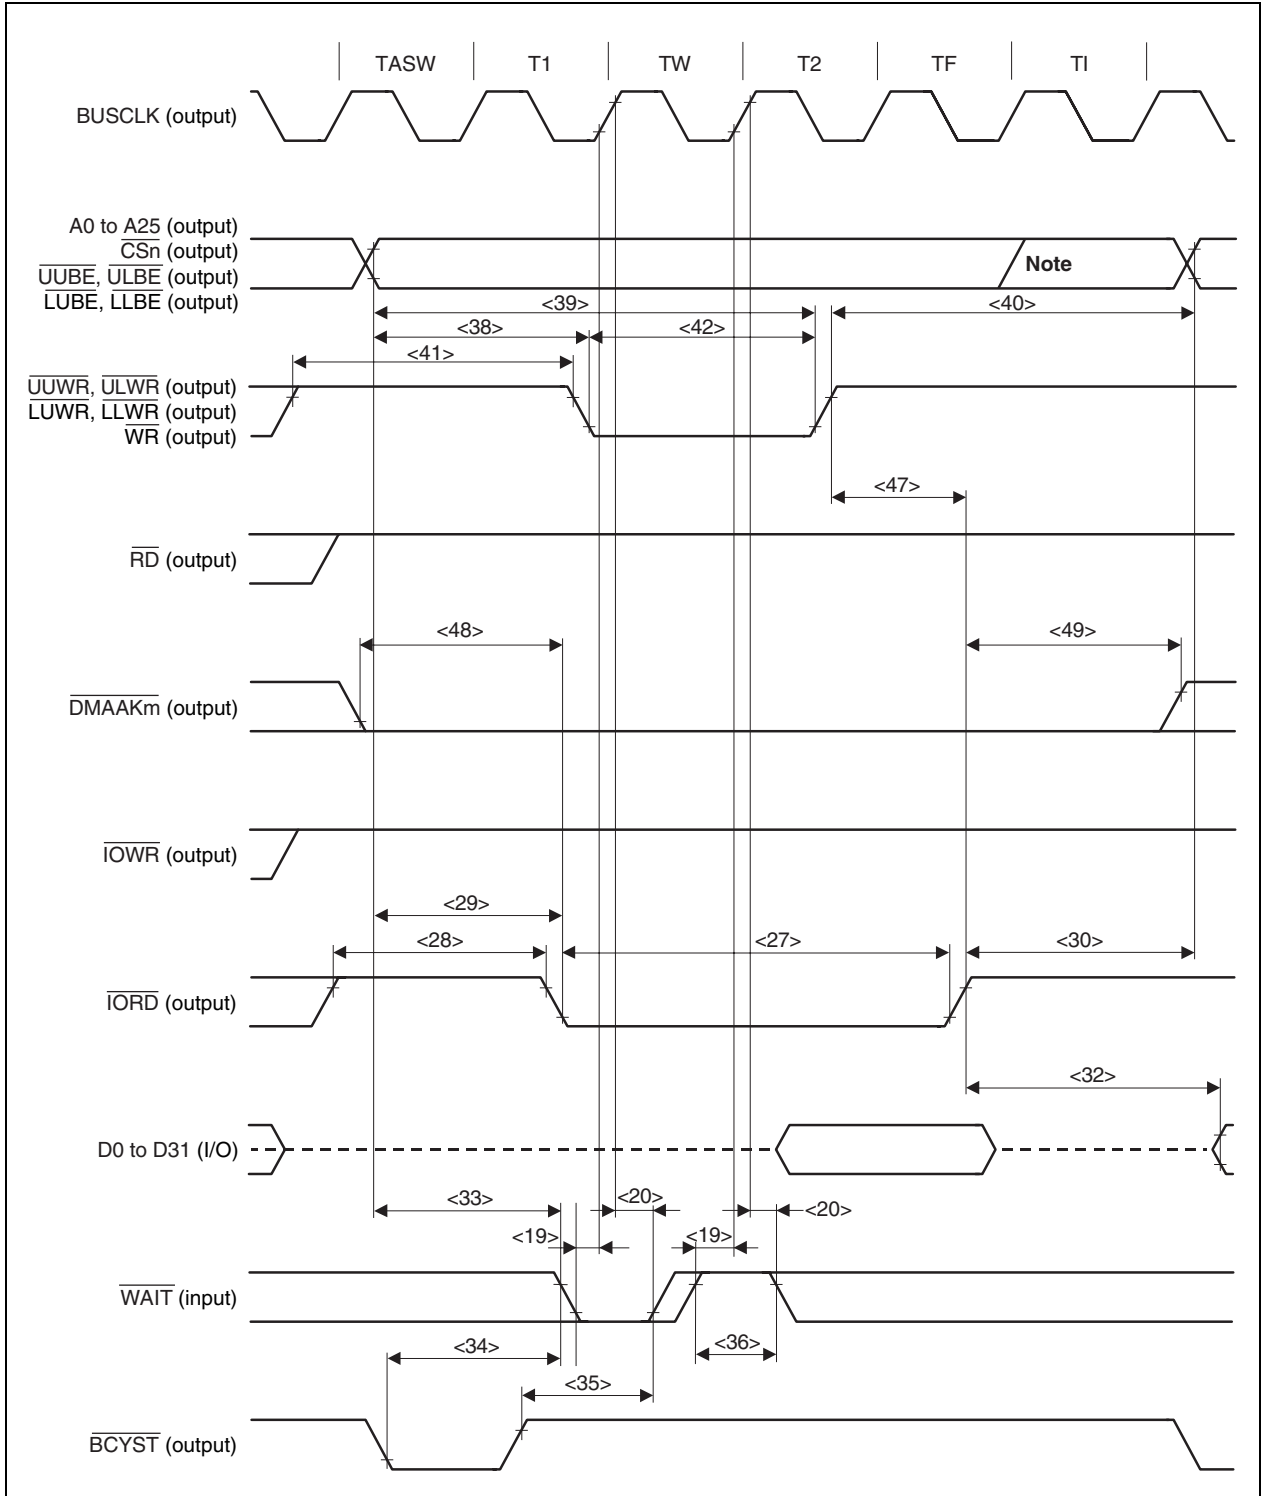 TASW T1 TW T2 TF TI
BUSCLK (output)
A0 to A25 (output)
CSn (output)
UUBE, ULBE (output)
LUBE, LLBE (output)
Note
<39> <40>
<38> <42>
<41>
UUWR, ULWR (output)
LUWR, LLWR (output)
WR (output)
<47>
RD (output)
<48> <49>
DMAAKm (output)
IOWR (output)
<29>
<28> <27> <30>
IORD (output)
<32>
D0 to D31 (I/O)
<33> <20> <20>
<19> <19>
WAIT (input)
<34> <36>
<35>
BCYST (output)